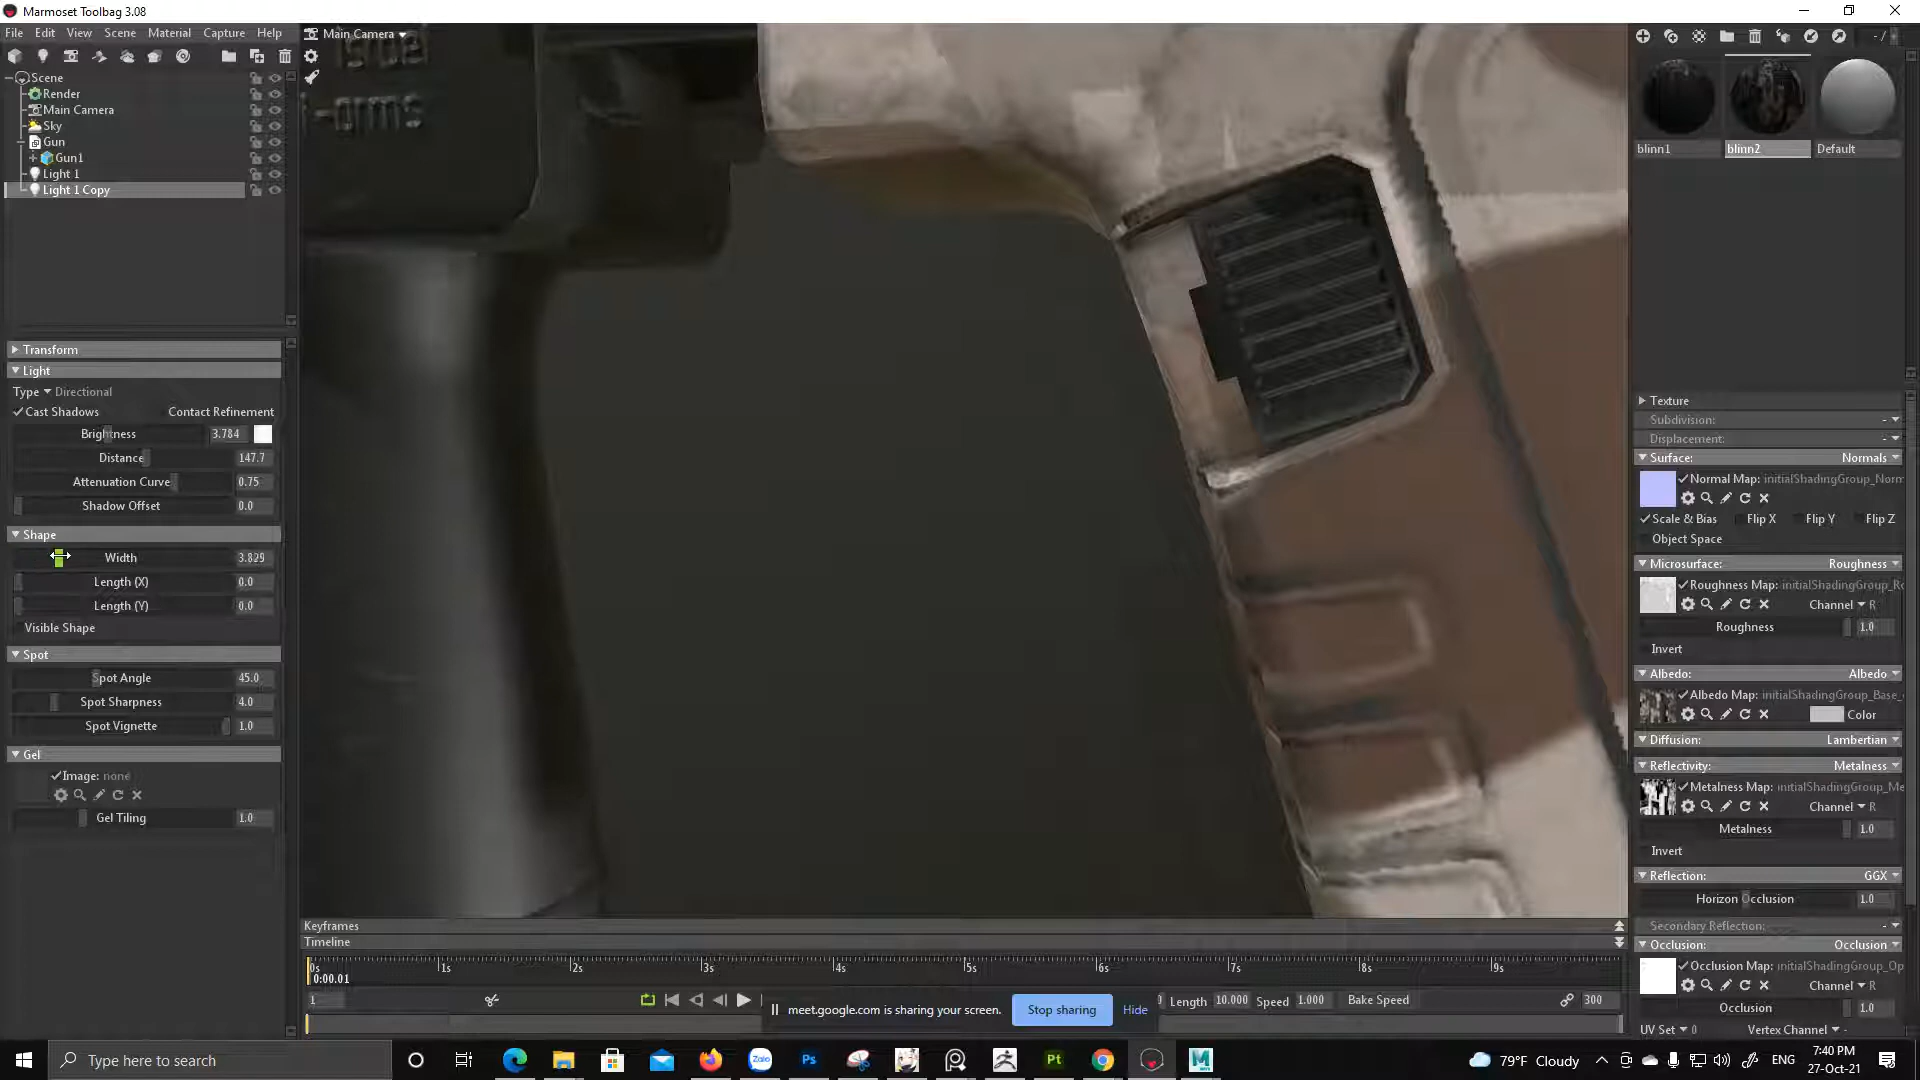 Marmoset Toolbag 3.08
File Edit View Scene Material Capture Help
Main Camera
Scene
Render
Main Camera
Sky
Gun
Gun1
Light 1
Light 1 Copy
-arms
Transform
Light
Type Directional
Cast Shadows Contact Refinement
Brightness 3.784
Distance 147.7
Attenuation Curve 0.75
Shadow Offset 0.0
Shape
Width 3.829
Length (X) 0.0
Length (Y) 0.0
Visible Shape
Spot
Spot Angle 45.0
Spot Sharpness 4.0
Spot Vignette 1.0
Gel
Image: none
Gel Tiling 1.0
blinn1 blinn2 Default
Texture
Subdivision: -
Displacement: -
Surface: Normals
Normal Map: initialShadingGroup_Norm
Scale & Bias Flip X Flip Y Flip Z
Object Space
Microsurface: Roughness
Roughness Map: initialShadingGroup_Ro
Channel R
Roughness 1.0
Invert
Albedo: Albedo
Albedo Map: initialShadingGroup_Base_
Color
Diffusion: Lambertian
Reflectivity: Metalness
Metalness Map: initialShadingGroup_Me
Channel R
Metalness 1.0
Invert
Reflection: GGX
Horizon Occlusion 1.0
Secondary Reflection: -
Occlusion: Occlusion
Occlusion Map: initialShadingGroup_Op
Channel R
Occlusion 1.0
UV Set 0 Vertex Channel -
Keyframes
Timeline
0s 1s 2s 3s 4s 5s 6s 7s 8s 9s
0:00.01
1 Length 10.000 Speed 1.000 Bake Speed 300
meet.google.com is sharing your screen. Stop sharing Hide
Type here to search
Zalo Ps Pt
79°F Cloudy ENG 7:40 PM
27-Oct-21